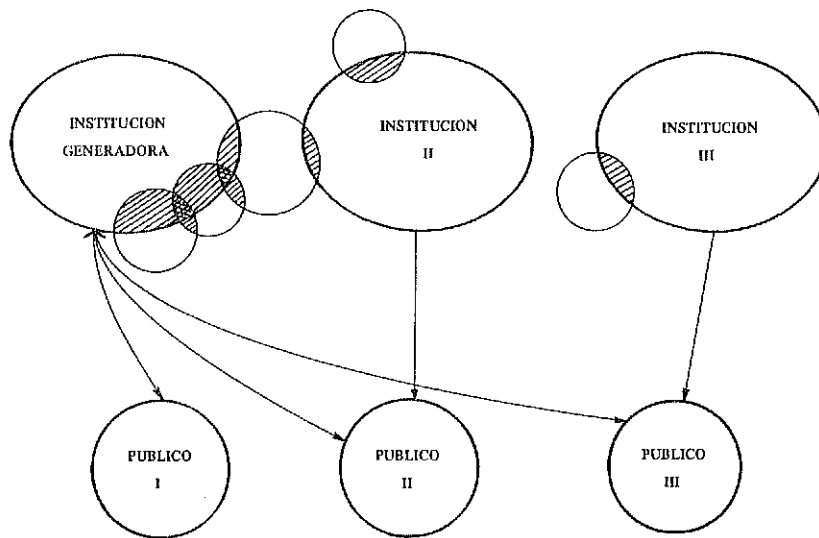 INSTITUCION
GENERADORA
INSTITUCION
II
INSTITUCION
III
PUBLICO
I
PUBLICO
II
PUBLICO
III